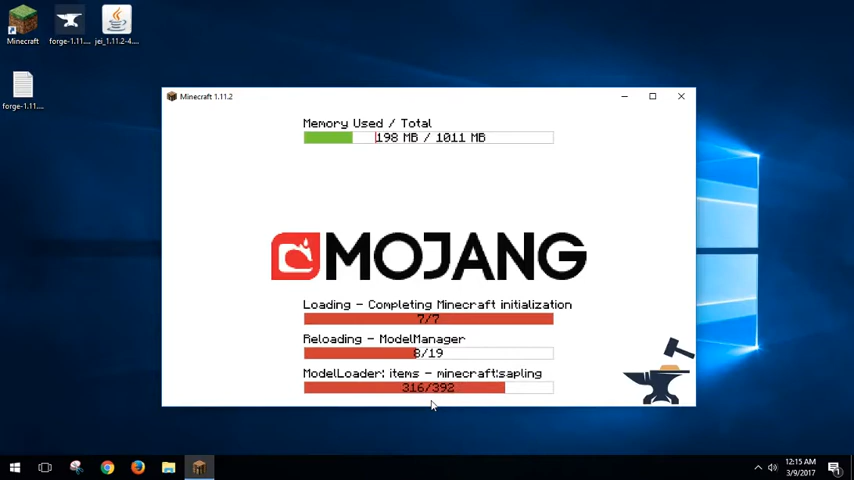 Minecraft
forge-1.11....
jei_1.11.2-4....
forge-1.11....
Minecraft 1.11.2
Memory Used / Total
198 MB / 1011 MB
MOJANG
Loading - Completing Minecraft initialization
7/7
Reloading - ModelManager
8/19
ModelLoader: items - minecraft:sapling
316/392
12:15 AM
3/9/2017